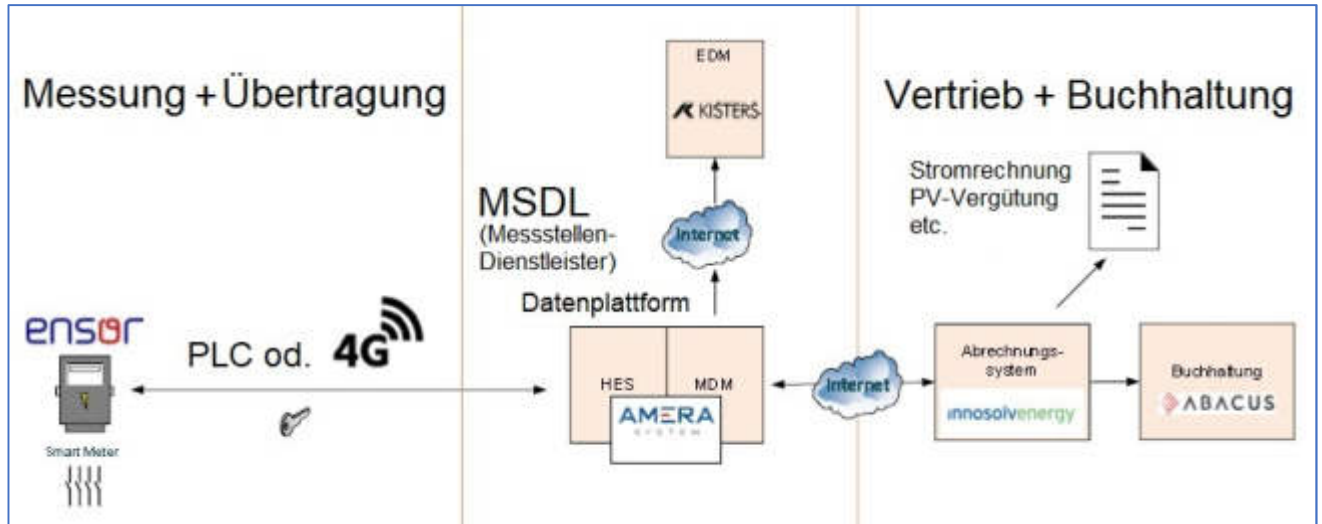 Messung + Übertragung
ensor
Smart Meter
PLC od. 4G
MSDL
(Messstellen-
Dienstleister)
Datenplattform
EDM
KISTERS
Internet
HES MDM
AMERA
SYSTEM
Internet
Vertrieb + Buchhaltung
Stromrechnung
PV-Vergütung
etc.
Abrechnungs-
system
innosolvenergy
Buchhaltung
ABACUS